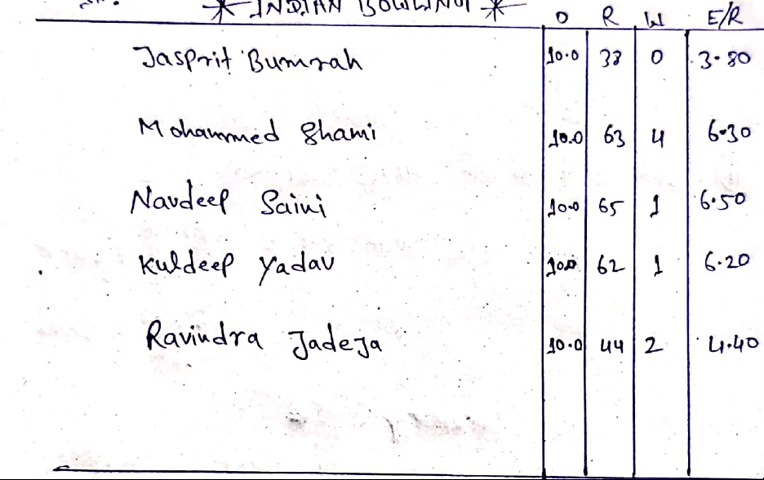 * INDIAN BOWLING *
O R W E/R
Jasprit Bumrah 10.0 38 0 3.80
Mohammed Shami 10.0 63 4 6.30
Navdeep Saini 10.0 65 1 6.50
Kuldeep Yadav 10.0 62 1 6.20
Ravindra Jadeja 10.0 44 2 4.40